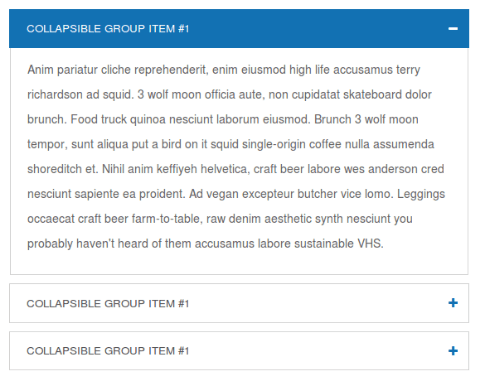 COLLAPSIBLE GROUP ITEM #1
Anim pariatur cliche reprehenderit, enim eiusmod high life accusamus terry
richardson ad squid. 3 wolf moon officia aute, non cupidatat skateboard dolor
brunch. Food truck quinoa nesciunt laborum eiusmod. Brunch 3 wolf moon
tempor, sunt aliqua put a bird on it squid single-origin coffee nulla assumenda
shoreditch et. Nihil anim keffiyeh helvetica, craft beer labore wes anderson cred
nesciunt sapiente ea proident. Ad vegan excepteur butcher vice lomo. Leggings
occaecat craft beer farm-to-table, raw denim aesthetic synth nesciunt you
probably haven't heard of them accusamus labore sustainable VHS.
COLLAPSIBLE GROUP ITEM #1
COLLAPSIBLE GROUP ITEM #1